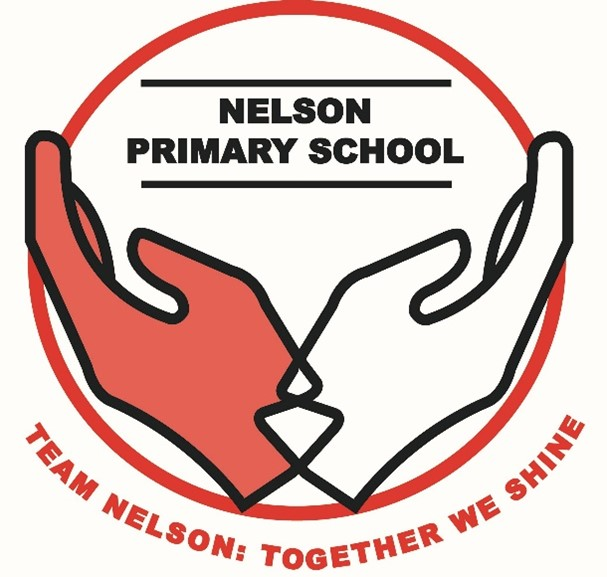 NELSON
PRIMARY SCHOOL
TEAM NELSON: TOGETHER WE SHINE